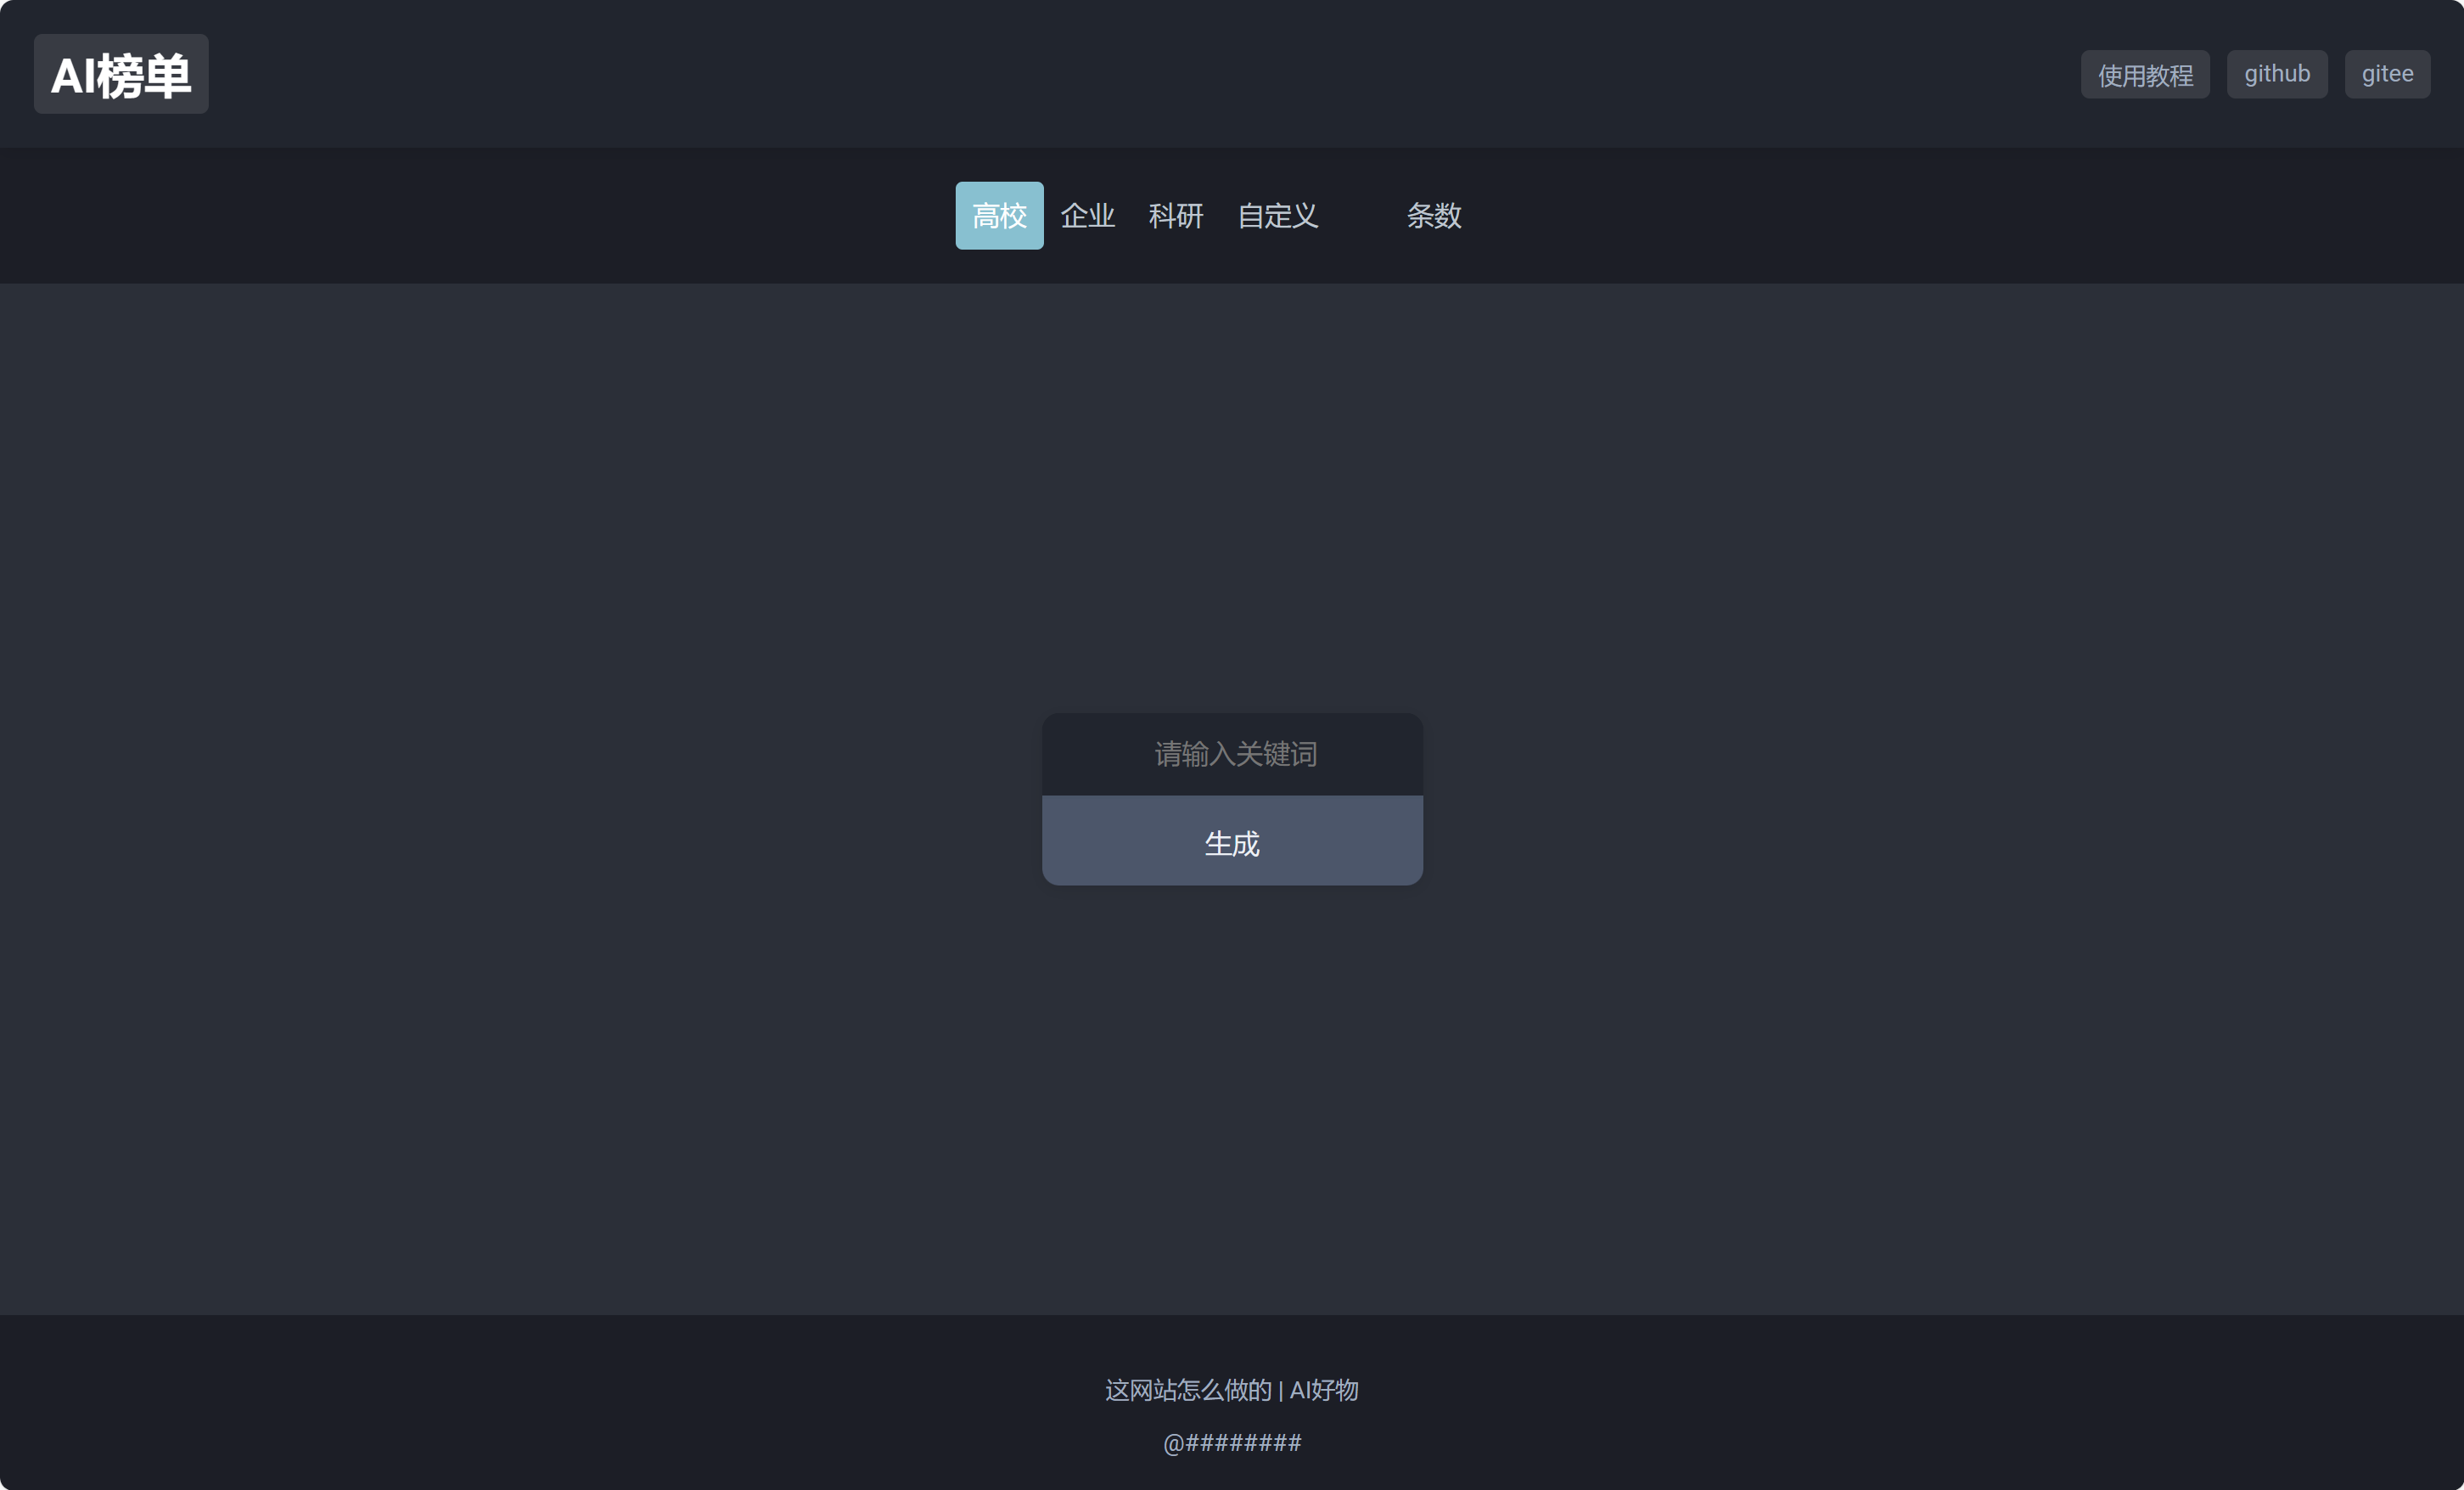 AI榜单
使用教程 github gitee
高校 企业 科研 自定义 条数
请输入关键词
生成
这网站怎么做的 | AI好物
@########